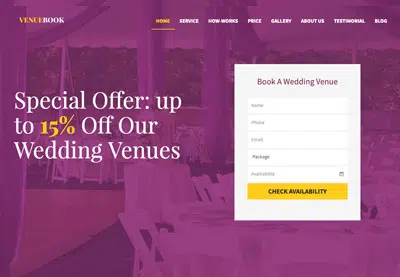 VENUEBOOK
HOME SERVICE HOW-WORKS PRICE GALLERY ABOUT US TESTIMONIAL BLOG
Special Offer: up
to 15% Off Our
Wedding Venues
Book A Wedding Venue
Name
Phone
Email
Package
Availability
CHECK AVAILABILITY